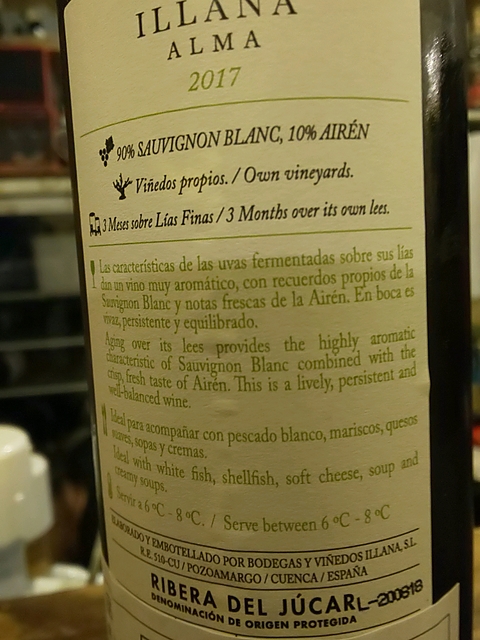 ILLANA
ALMA
2017
90% SAUVIGNON BLANC, 10% AIRÉN
Viñedos propios. / Own vineyards.
3 Meses sobre Lías Finas / 3 Months over its own lees.
Las características de las uvas fermentadas sobre sus lías
dan un vino muy aromático, con recuerdos propios de la
Sauvignon Blanc y notas frescas de la Airén. En boca es
vivaz, persistente y equilibrado.
Aging over its lees provides the highly aromatic
characteristic of Sauvignon Blanc combined with the
crisp, fresh taste of Airén. This is a lively, persistent and
well-balanced wine.
Ideal para acompañar con pescado blanco, mariscos, quesos
suaves, sopas y cremas.
Ideal with white fish, shellfish, soft cheese, soup and
creamy soups.
Servir a 6 ºC - 8 ºC. / Serve between 6 ºC - 8 ºC
ELABORADO Y EMBOTELLADO POR BODEGAS Y VIÑEDOS ILLANA, S.L.
R.E. 510-CU / POZOAMARGO / CUENCA / ESPAÑA
RIBERA DEL JÚCAR L-200618
DENOMINACIÓN DE ORIGEN PROTEGIDA